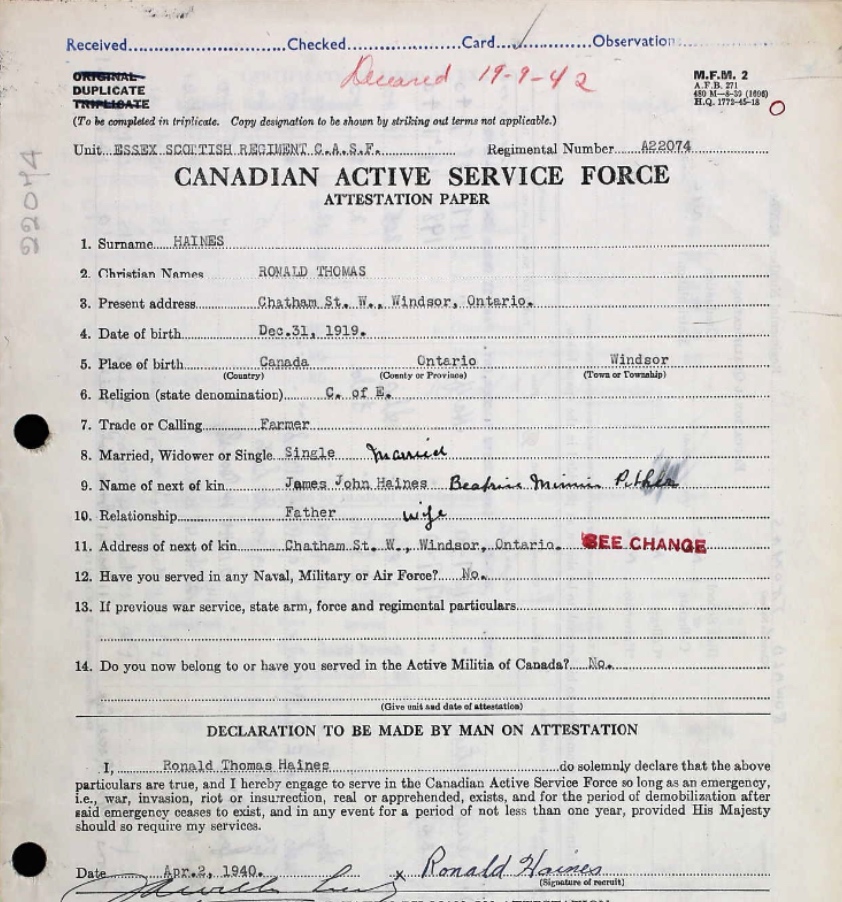 Received Checked Card Observation
Deceased 19-9-42
ORIGINAL
DUPLICATE
TRIPLICATE
M.F.M. 2
A.F.B. 271
H.Q. 1772-45-18
(To be completed in triplicate. Copy designation to be shown by striking out terms not applicable.)
Unit ESSEX SCOTTISH REGIMENT C.A.S.F. Regimental Number A22074
22074
CANADIAN ACTIVE SERVICE FORCE
ATTESTATION PAPER
1. Surname HAINES
2. Christian Names RONALD THOMAS
3. Present address Chatham St. W., Windsor, Ontario.
4. Date of birth Dec.31, 1919.
5. Place of birth Canada Ontario Windsor
(Country) (County or Province) (Town or Township)
6. Religion (state denomination) C. of E.
7. Trade or Calling Farmer
8. Married, Widower or Single Single Married
9. Name of next of kin James John Haines Beatrice Minnie
10. Relationship Father wife
11. Address of next of kin Chatham St. W., Windsor, Ontario. SEE CHANGE
12. Have you served in any Naval, Military or Air Force? No.
13. If previous war service, state arm, force and regimental particulars
14. Do you now belong to or have you served in the Active Militia of Canada? No.
(Give unit and date of attestation)
DECLARATION TO BE MADE BY MAN ON ATTESTATION
I, Ronald Thomas Haines do solemnly declare that the above
particulars are true, and I hereby engage to serve in the Canadian Active Service Force so long as an emergency,
i.e., war, invasion, riot or insurrection, real or apprehended, exists, and for the period of demobilization after
said emergency ceases to exist, and in any event for a period of not less than one year, provided His Majesty
should so require my services.
Date Apr.2, 1940. x Ronald Haines
(Signature of recruit)